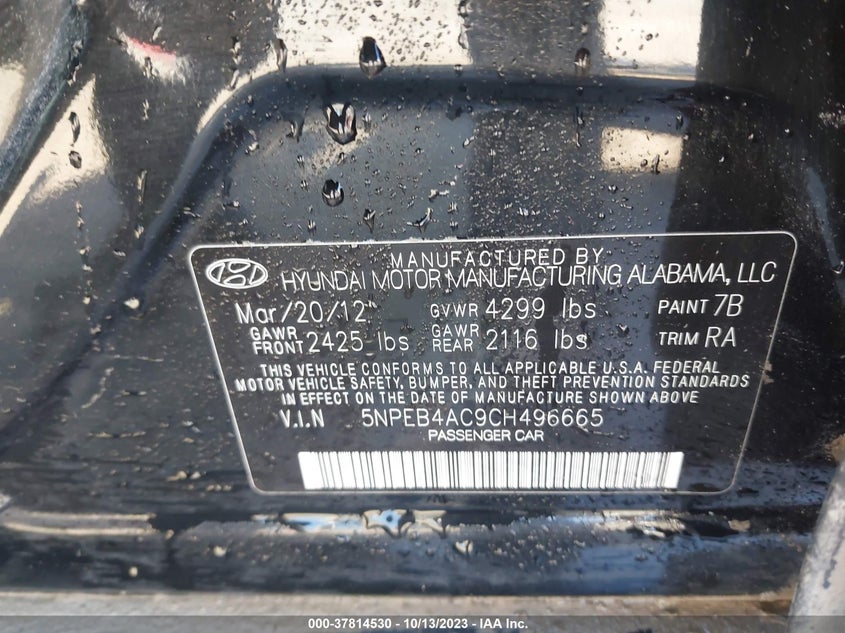 MANUFACTURED BY
HYUNDAI MOTOR MANUFACTURING ALABAMA, LLC
Mar/20/12 GVWR 4299 lbs PAINT 7B
GAWR FRONT 2425 lbs GAWR REAR 2116 lbs TRIM RA
THIS VEHICLE CONFORMS TO ALL APPLICABLE U.S.A. FEDERAL
MOTOR VEHICLE SAFETY, BUMPER, AND THEFT PREVENTION STANDARDS
IN EFFECT ON THE DATE OF MANUFACTURE SHOWN ABOVE
V.I.N 5NPEB4AC9CH496665
PASSENGER CAR
000-37814530 - 10/13/2023 - © IAA Inc.